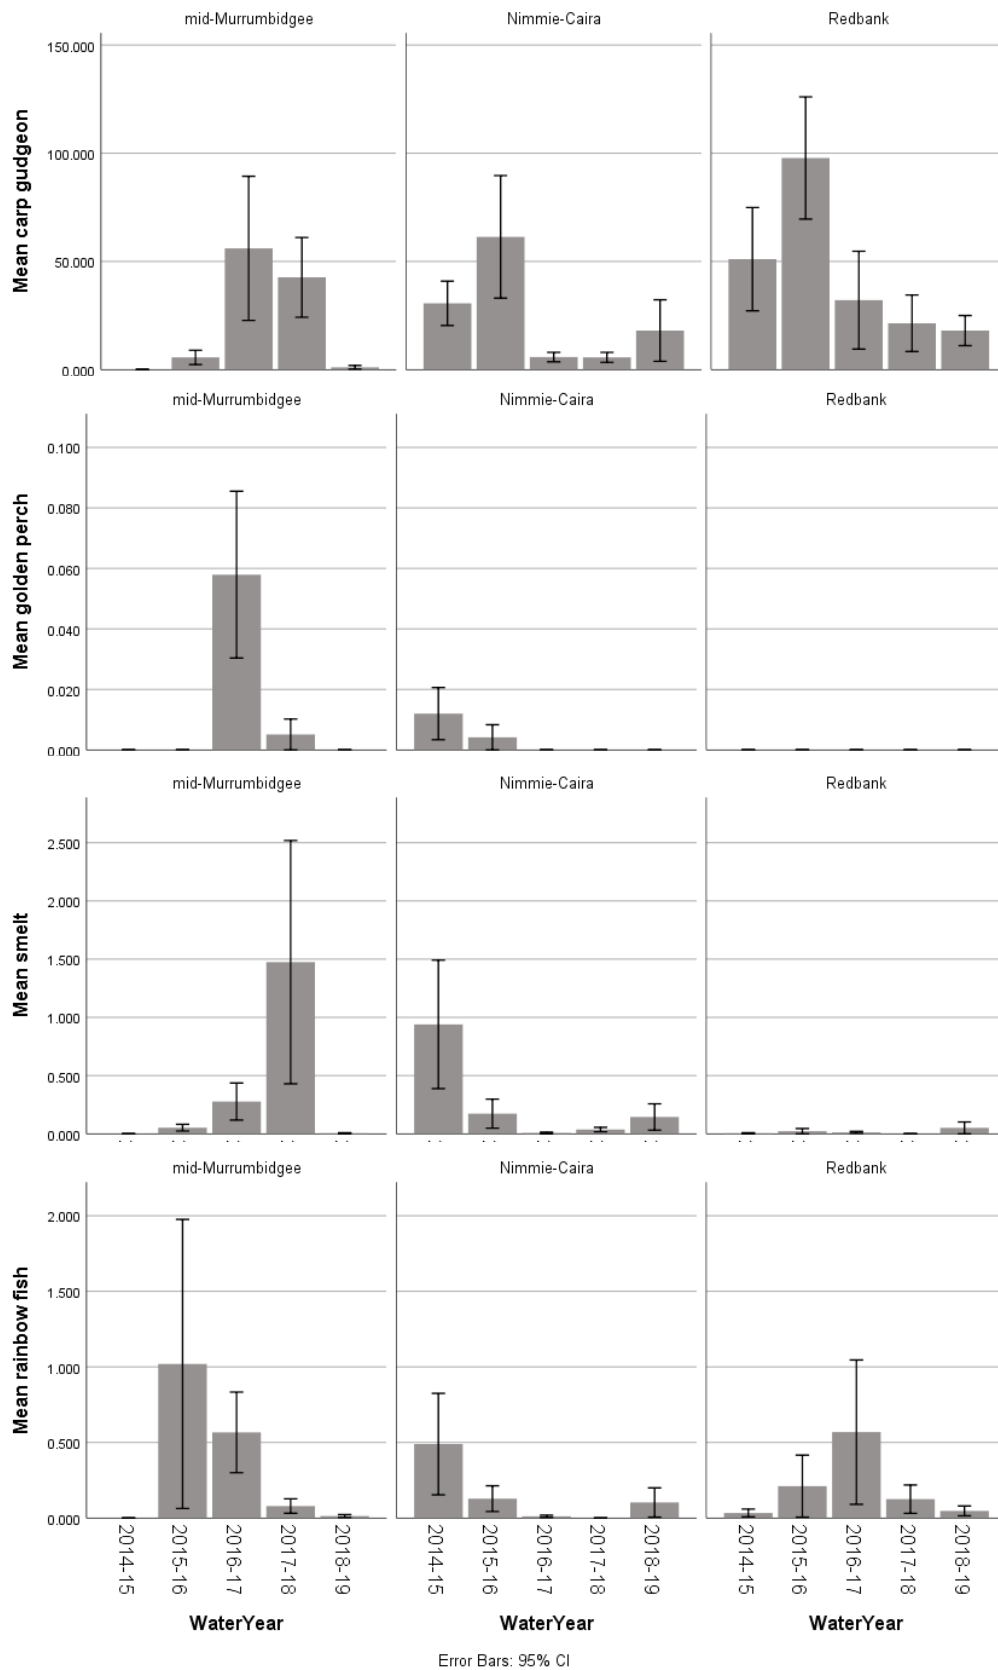 mid-Murrumbidgee Nimmie-Caira Redbank
Mean carp gudgeon
150.000
100.000
50.000
0.000
mid-Murrumbidgee Nimmie-Caira Redbank
Mean golden perch
0.100
0.080
0.060
0.040
0.020
0.000
mid-Murrumbidgee Nimmie-Caira Redbank
Mean smelt
2.500
2.000
1.500
1.000
0.500
0.000
mid-Murrumbidgee Nimmie-Caira Redbank
Mean rainbow fish
2.000
1.500
1.000
0.500
0.000
2014-15 2015-16 2016-17 2017-18 2018-19 2014-15 2015-16 2016-17 2017-18 2018-19 2014-15 2015-16 2016-17 2017-18 2018-19
WaterYear WaterYear WaterYear
Error Bars: 95% CI